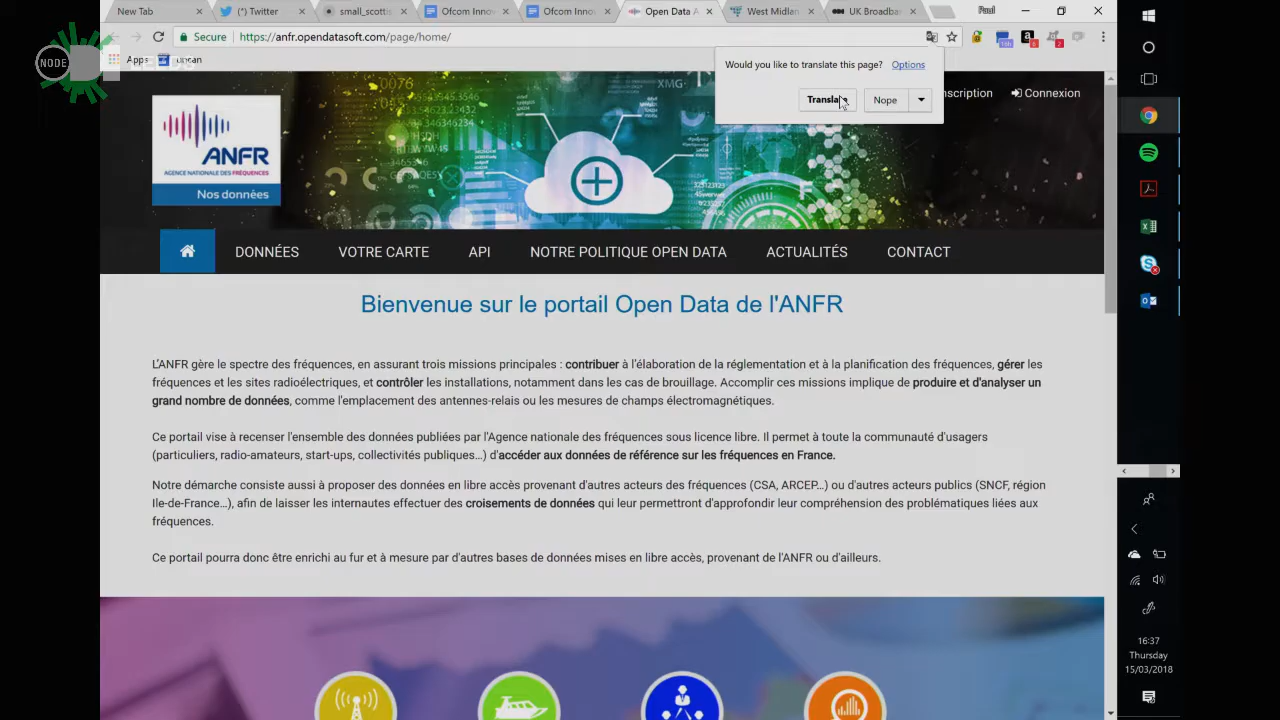 New Tab
(*) Twitter
small_scottis
Ofcom Innov
Ofcom Innov
Open Data A
West Midlan
UK Broadba
Paul
Secure
https://anfr.opendatasoft.com/page/home/
Apps
NODE
Would you like to translate this page? Options
Translate
Nope
Connexion
ANFR
AGENCE NATIONALE DES FRÉQUENCES
Nos données
XMG
DONNÉES
VOTRE CARTE
API
NOTRE POLITIQUE OPEN DATA
ACTUALITÉS
CONTACT
Bienvenue sur le portail Open Data de l'ANFR
L'ANFR gère le spectre des fréquences, en assurant trois missions principales : contribuer à l'élaboration de la réglementation et à la planification des fréquences, gérer les
fréquences et les sites radioélectriques, et contrôler les installations, notamment dans les cas de brouillage. Accomplir ces missions implique de produire et d'analyser un
grand nombre de données, comme l'emplacement des antennes-relais ou les mesures de champs électromagnétiques.
Ce portail vise à recenser l'ensemble des données publiées par l'Agence nationale des fréquences sous licence libre. Il permet à toute la communauté d'usagers
(particuliers, radio-amateurs, start-ups, collectivités publiques…) d'accéder aux données de référence sur les fréquences en France.
Notre démarche consiste aussi à proposer des données en libre accès provenant d'autres acteurs des fréquences (CSA, ARCEP…) ou d'autres acteurs publics (SNCF, région
Ile-de-France…), afin de laisser les internautes effectuer des croisements de données qui leur permettront d'approfondir leur compréhension des problématiques liées aux
fréquences.
Ce portail pourra donc être enrichi au fur et à mesure par d'autres bases de données mises en libre accès, provenant de l'ANFR ou d'ailleurs.
16:37
Thursday
15/03/2018